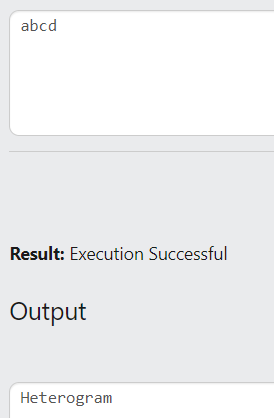 abcd
Result: Execution Successful
Output
Heterogram